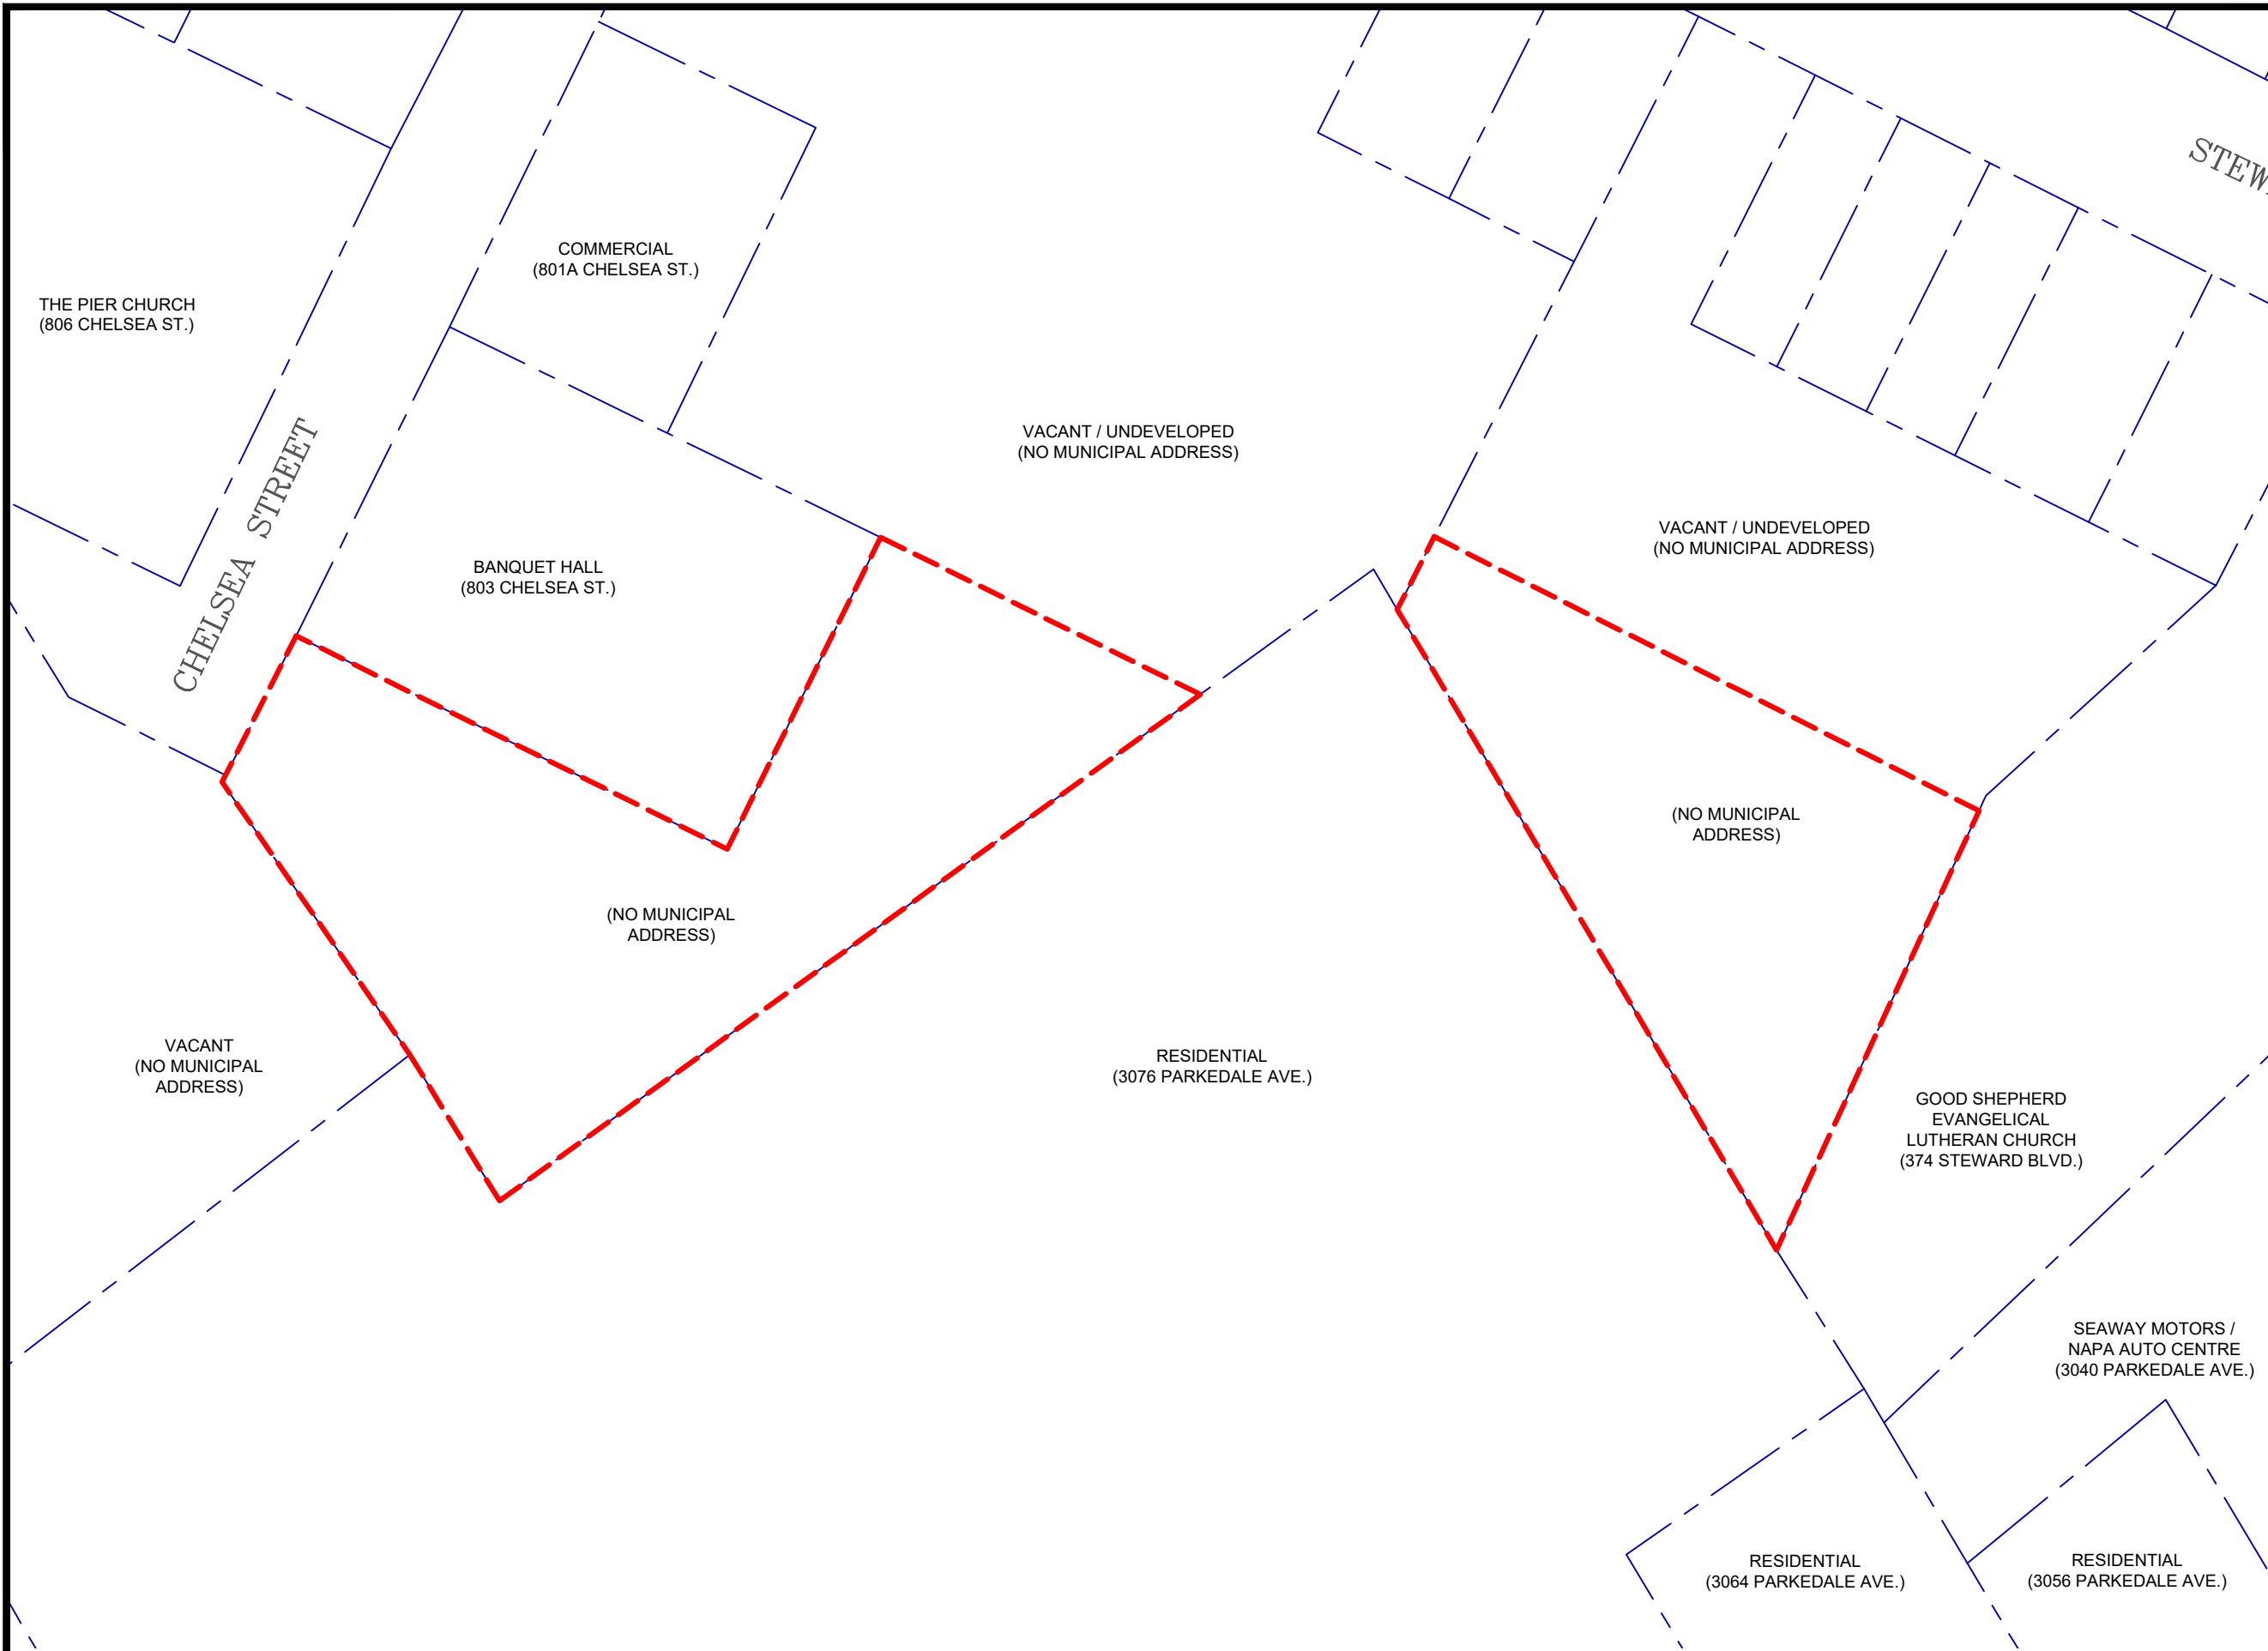 STEW
COMMERCIAL
(801A CHELSEA ST.)
THE PIER CHURCH
(806 CHELSEA ST.)
CHELSEA STREET
VACANT / UNDEVELOPED
(NO MUNICIPAL ADDRESS)
VACANT / UNDEVELOPED
(NO MUNICIPAL ADDRESS)
BANQUET HALL
(803 CHELSEA ST.)
(NO MUNICIPAL
ADDRESS)
(NO MUNICIPAL
ADDRESS)
VACANT
(NO MUNICIPAL
ADDRESS)
RESIDENTIAL
(3076 PARKEDALE AVE.)
GOOD SHEPHERD
EVANGELICAL
LUTHERAN CHURCH
(374 STEWARD BLVD.)
SEAWAY MOTORS /
NAPA AUTO CENTRE
(3040 PARKEDALE AVE.)
RESIDENTIAL
(3064 PARKEDALE AVE.)
RESIDENTIAL
(3056 PARKEDALE AVE.)